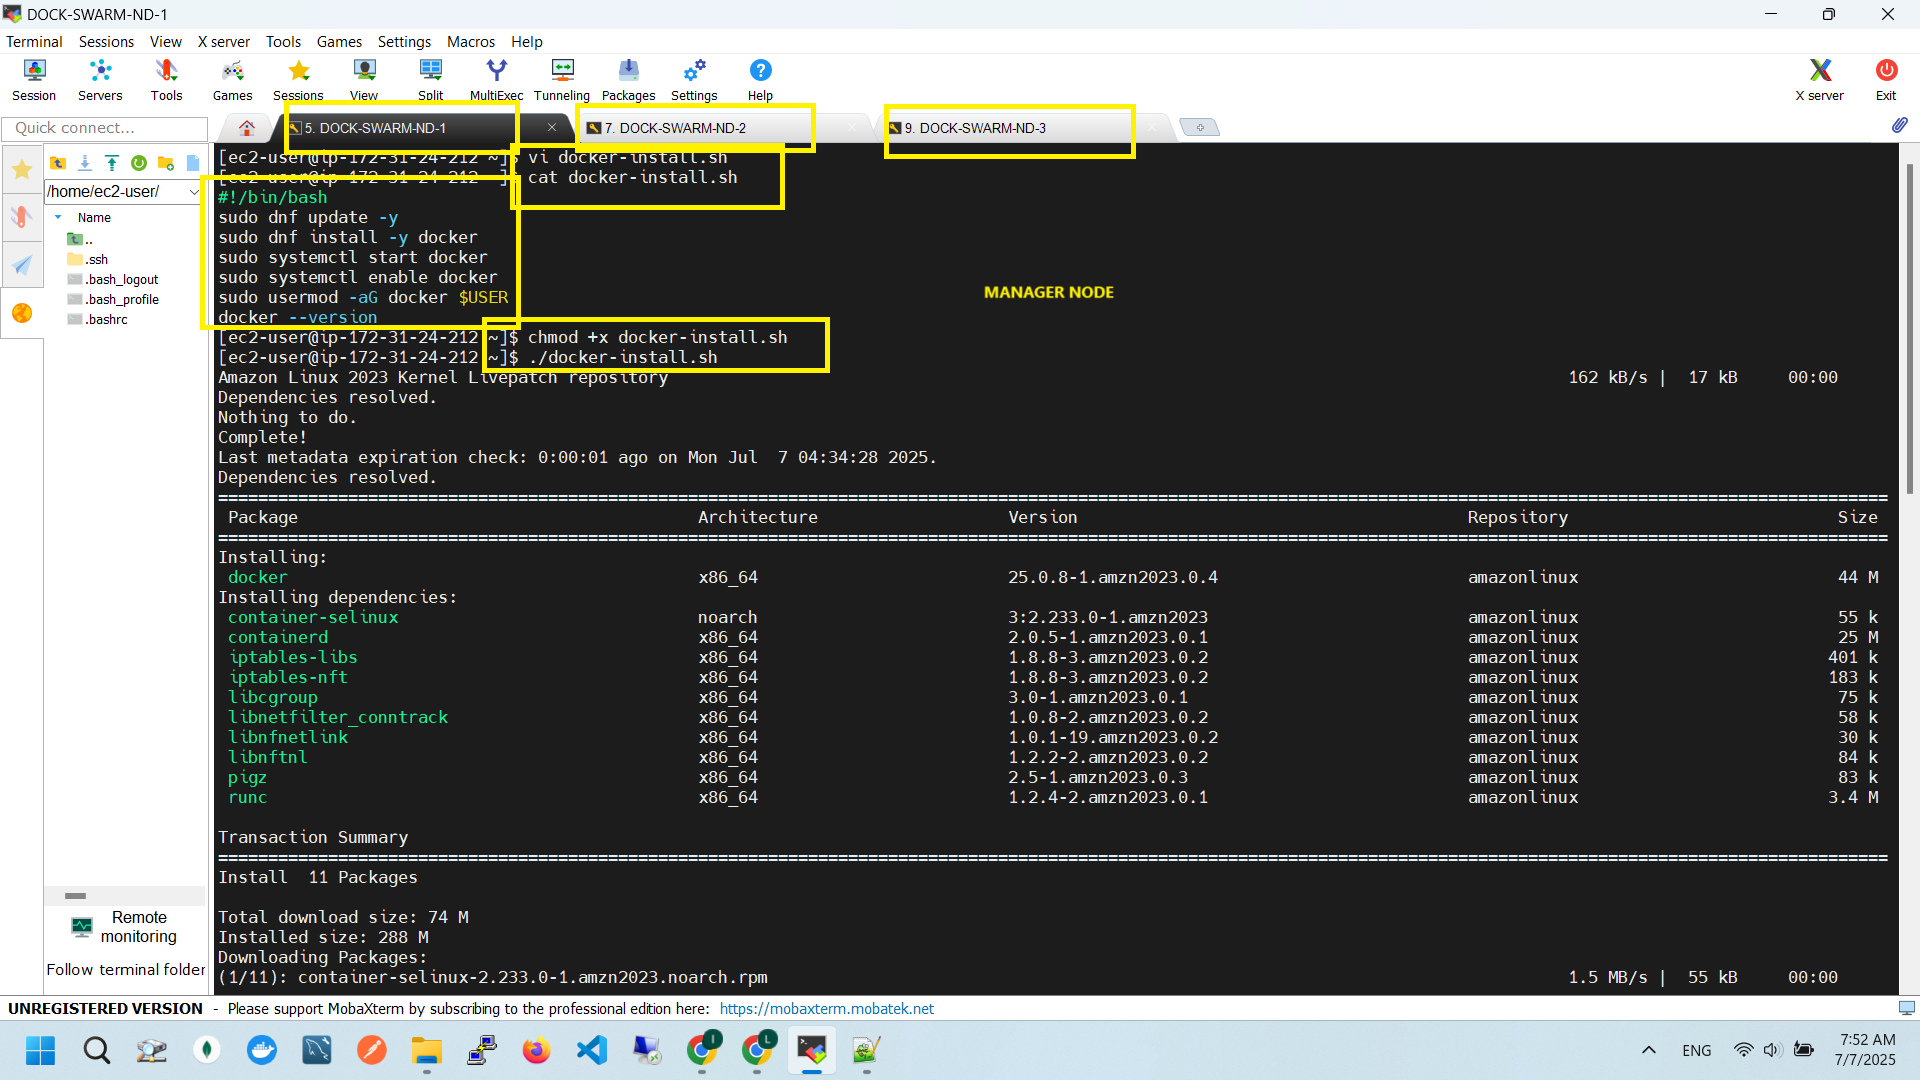 DOCK-SWARM-ND-1
Terminal Sessions View X server Tools Games Settings Macros Help
Session Servers Tools Games Sessions View Split MultiExec Tunneling Packages Settings Help X server Exit
Quick connect...
5. DOCK-SWARM-ND-1
7. DOCK-SWARM-ND-2
9. DOCK-SWARM-ND-3
/home/ec2-user/
Name
..
.ssh
.bash_logout
.bash_profile
.bashrc
Remote
monitoring
Follow terminal folder
[ec2-user@ip-172-31-24-212 ~]$ vi docker-install.sh
[ec2-user@ip-172-31-24-212 ~]$ cat docker-install.sh
#!/bin/bash
sudo dnf update -y
sudo dnf install -y docker
sudo systemctl start docker
sudo systemctl enable docker
sudo usermod -aG docker $USER
docker --version
MANAGER NODE
[ec2-user@ip-172-31-24-212 ~]$ chmod +x docker-install.sh
[ec2-user@ip-172-31-24-212 ~]$ ./docker-install.sh
Amazon Linux 2023 Kernel Livepatch repository 162 kB/s | 17 kB 00:00
Dependencies resolved.
Nothing to do.
Complete!
Last metadata expiration check: 0:00:01 ago on Mon Jul  7 04:34:28 2025.
Dependencies resolved.
Package Architecture Version Repository Size
Installing:
docker x86_64 25.0.8-1.amzn2023.0.4 amazonlinux 44 M
Installing dependencies:
container-selinux noarch 3:2.233.0-1.amzn2023 amazonlinux 55 k
containerd x86_64 2.0.5-1.amzn2023.0.1 amazonlinux 25 M
iptables-libs x86_64 1.8.8-3.amzn2023.0.2 amazonlinux 401 k
iptables-nft x86_64 1.8.8-3.amzn2023.0.2 amazonlinux 183 k
libcgroup x86_64 3.0-1.amzn2023.0.1 amazonlinux 75 k
libnetfilter_conntrack x86_64 1.0.8-2.amzn2023.0.2 amazonlinux 58 k
libnfnetlink x86_64 1.0.1-19.amzn2023.0.2 amazonlinux 30 k
libnftnl x86_64 1.2.2-2.amzn2023.0.2 amazonlinux 84 k
pigz x86_64 2.5-1.amzn2023.0.3 amazonlinux 83 k
runc x86_64 1.2.4-2.amzn2023.0.1 amazonlinux 3.4 M
Transaction Summary
Install  11 Packages
Total download size: 74 M
Installed size: 288 M
Downloading Packages:
(1/11): container-selinux-2.233.0-1.amzn2023.noarch.rpm 1.5 MB/s | 55 kB 00:00
UNREGISTERED VERSION - Please support MobaXterm by subscribing to the professional edition here: https://mobaxterm.mobatek.net
ENG
7:52 AM
7/7/2025